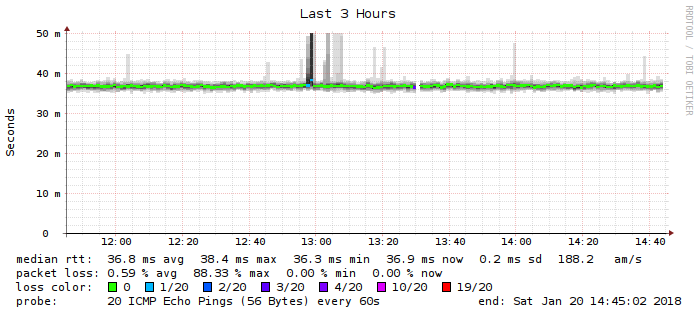 Last 3 Hours
RRDTOOL / TOBI OETIKER
Seconds
50 m
40 m
30 m
20 m
10 m
0
12:00 12:20 12:40 13:00 13:20 13:40 14:00 14:20 14:40
median rtt: 36.8 ms avg 38.4 ms max 36.3 ms min 36.9 ms now 0.2 ms sd 188.2 am/s
packet loss: 0.59 % avg 88.33 % max 0.00 % min 0.00 % now
loss color: 0 1/20 2/20 3/20 4/20 10/20 19/20
probe: 20 ICMP Echo Pings (56 Bytes) every 60s end: Sat Jan 20 14:45:02 2018